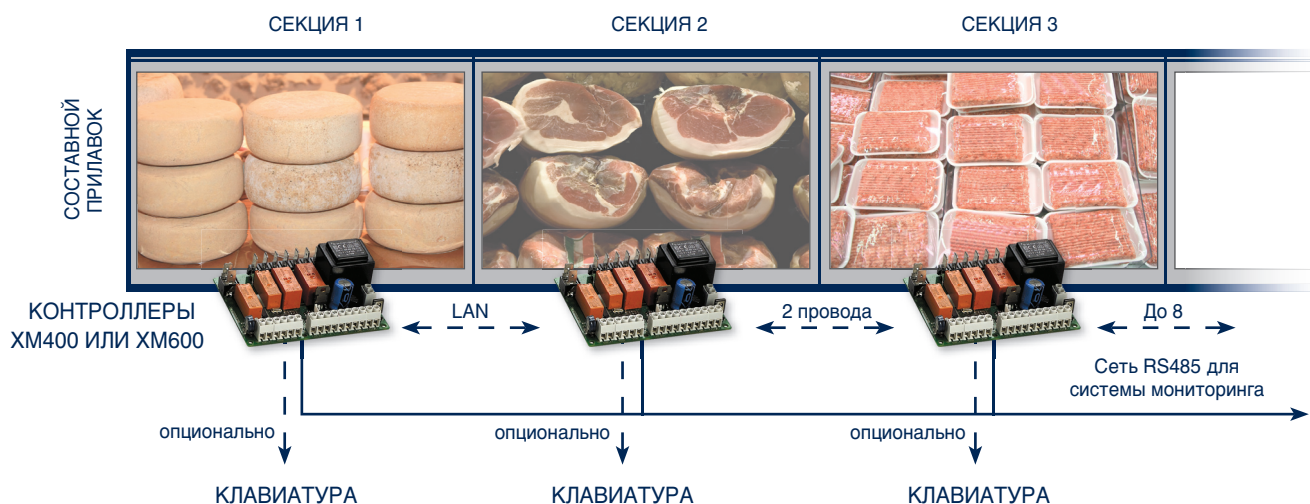 СЕКЦИЯ 1
СЕКЦИЯ 2
СЕКЦИЯ 3
СОСТАВНОЙ
ПРИЛАВОК
КОНТРОЛЛЕРЫ
XM400 ИЛИ XM600
LAN
2 провода
До 8
Сеть RS485 для
системы мониторинга
опционально
опционально
опционально
КЛАВИАТУРА
КЛАВИАТУРА
КЛАВИАТУРА